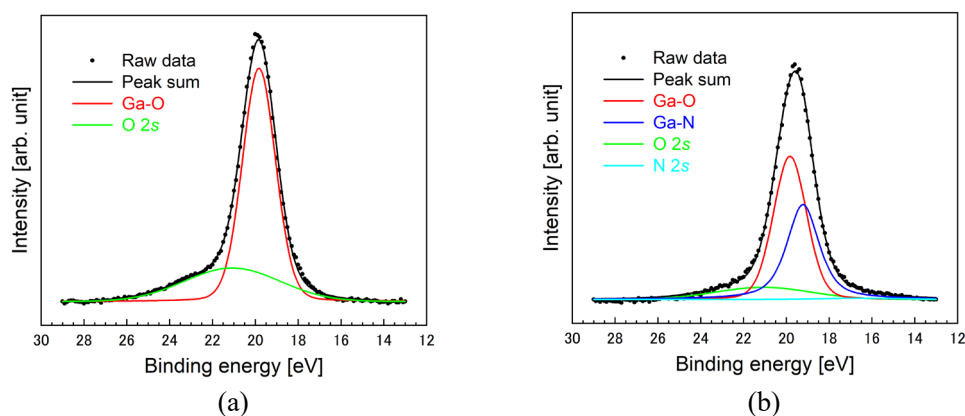 Intensity [arb. unit]
Raw data
Peak sum
Ga-O
O 2s
30 28 26 24 22 20 18 16 14 12
Binding energy [eV]
(a)
Intensity [arb. unit]
Raw data
Peak sum
Ga-O
Ga-N
O 2s
N 2s
30 28 26 24 22 20 18 16 14 12
Binding energy [eV]
(b)